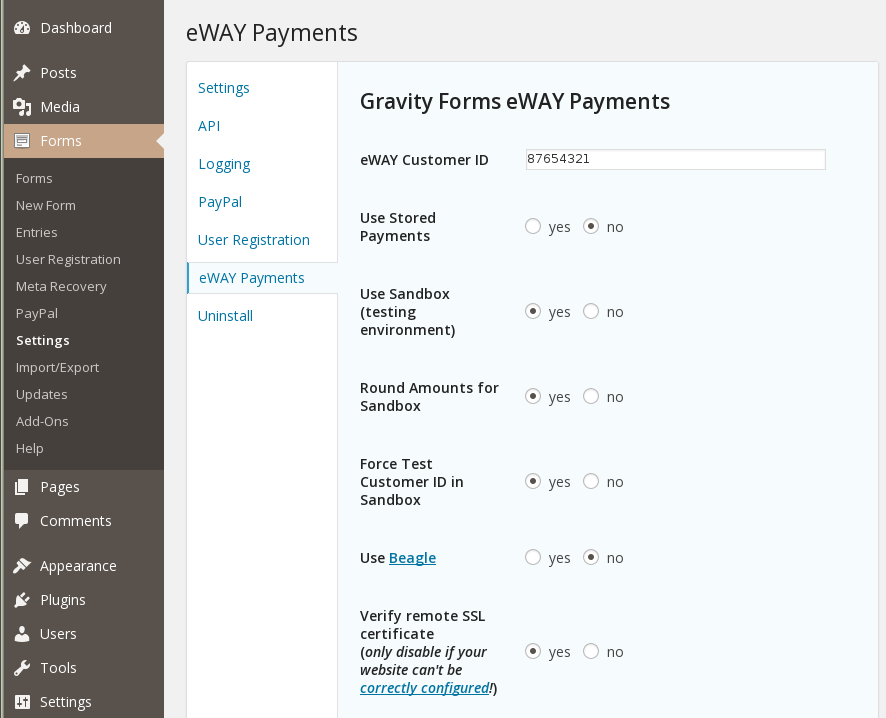 Dashboard
Posts
Media
Forms
Forms
New Form
Entries
User Registration
Meta Recovery
PayPal
Settings
Import/Export
Updates
Add-Ons
Help
Pages
Comments
Appearance
Plugins
Users
Tools
Settings
eWAY Payments
Settings
API
Logging
PayPal
User Registration
eWAY Payments
Uninstall
Gravity Forms eWAY Payments
eWAY Customer ID
87654321
Use Stored
Payments
yes no
Use Sandbox
(testing
environment)
yes no
Round Amounts for
Sandbox
yes no
Force Test
Customer ID in
Sandbox
yes no
Use Beagle
yes no
Verify remote SSL
certificate
(only disable if your
website can't be
correctly configured!)
yes no